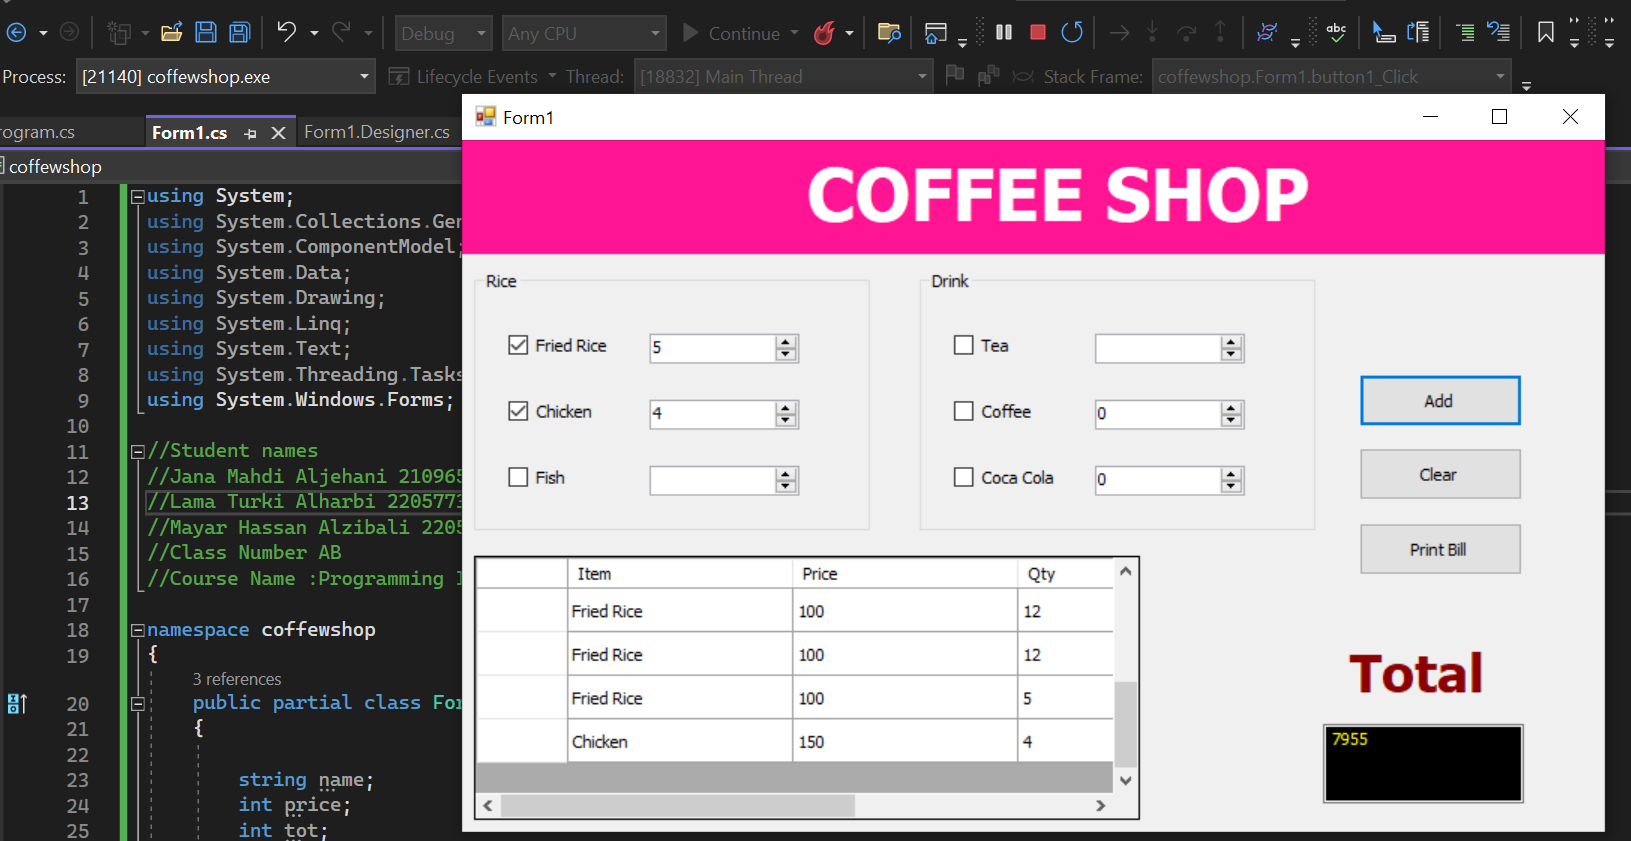 Debug
Any CPU
Continue
abc
Process:
[21140] coffewshop.exe
Lifecycle Events
Thread:
[18832] Main Thread
Stack Frame:
coffewshop.Form1.button1_Click
rogram.cs
Form1.cs
Form1.Designer.cs
coffewshop
1 using System;
2 using System.Collections.Ger
3 using System.ComponentModel;
4 using System.Data;
5 using System.Drawing;
6 using System.Linq;
7 using System.Text;
8 using System.Threading.Tasks
9 using System.Windows.Forms;
10
11 //Student names
12 //Jana Mahdi Aljehani 210965
13 //Lama Turki Alharbi 2205773
14 //Mayar Hassan Alzibali 2205
15 //Class Number AB
16 //Course Name :Programming I
17
18 namespace coffewshop
19 {
3 references
20 public partial class For
21 {
22
23 string name;
24 int price;
25 int tot;
Form1
COFFEE SHOP
Rice
Fried Rice 5
Chicken 4
Fish
Drink
Tea
Coffee 0
Coca Cola 0
Add
Clear
Print Bill
Item Price Qty
Fried Rice 100 12
Fried Rice 100 12
Fried Rice 100 5
Chicken 150 4
Total
7955